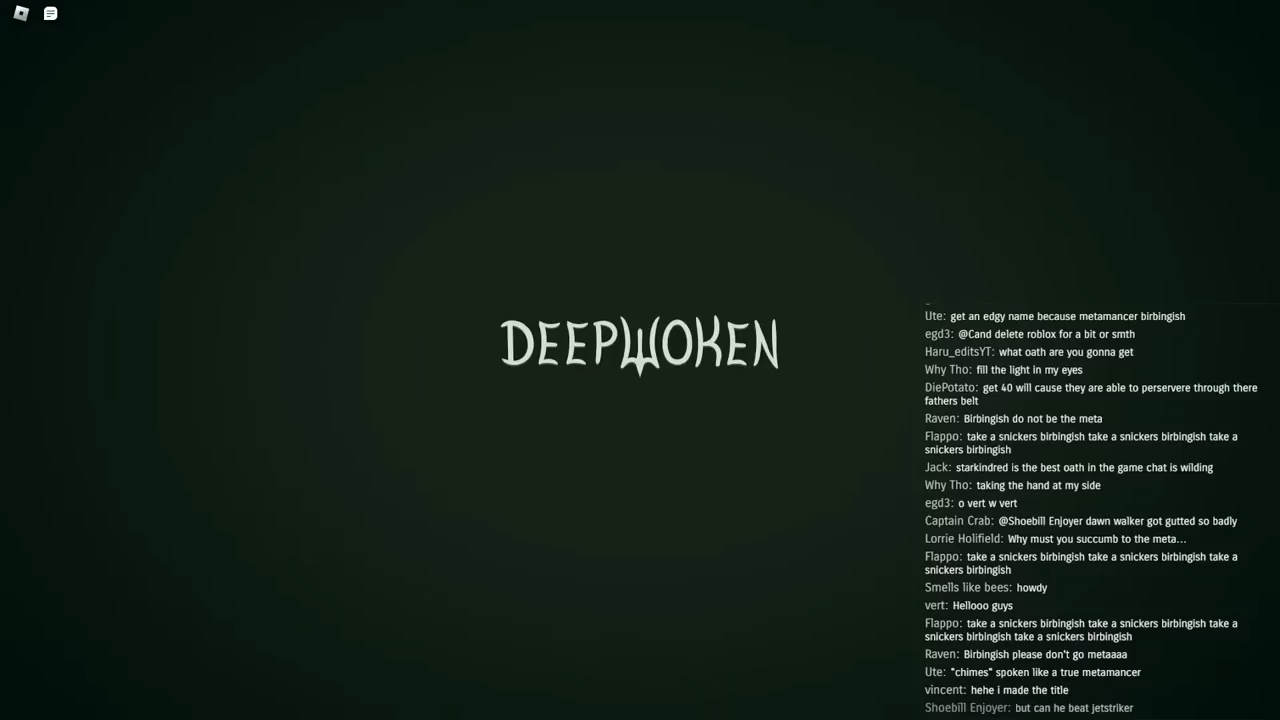 DEEPWOKEN
Ute: get an edgy name because metamancer birbingish
egd3: @Cand delete roblox for a bit or smth
Haru_editsYT: what oath are you gonna get
Why Tho: fill the light in my eyes
DiePotato: get 40 will cause they are able to perservere through there
fathers belt
Raven: Birbingish do not be the meta
Flappo: take a snickers birbingish take a snickers birbingish take a
snickers birbingish
Jack: starkindred is the best oath in the game chat is wilding
Why Tho: taking the hand at my side
egd3: o vert w vert
Captain Crab: @Shoebill Enjoyer dawn walker got gutted so badly
Lorrie Holifield: Why must you succumb to the meta...
Flappo: take a snickers birbingish take a snickers birbingish take a
snickers birbingish
Smells like bees: howdy
vert: Hellooo guys
Flappo: take a snickers birbingish take a snickers birbingish take a
snickers birbingish take a snickers birbingish
Raven: Birbingish please don't go metaaaa
Ute: "chimes" spoken like a true metamancer
vincent: hehe i made the title
Shoebill Enjoyer: but can he beat jetstriker